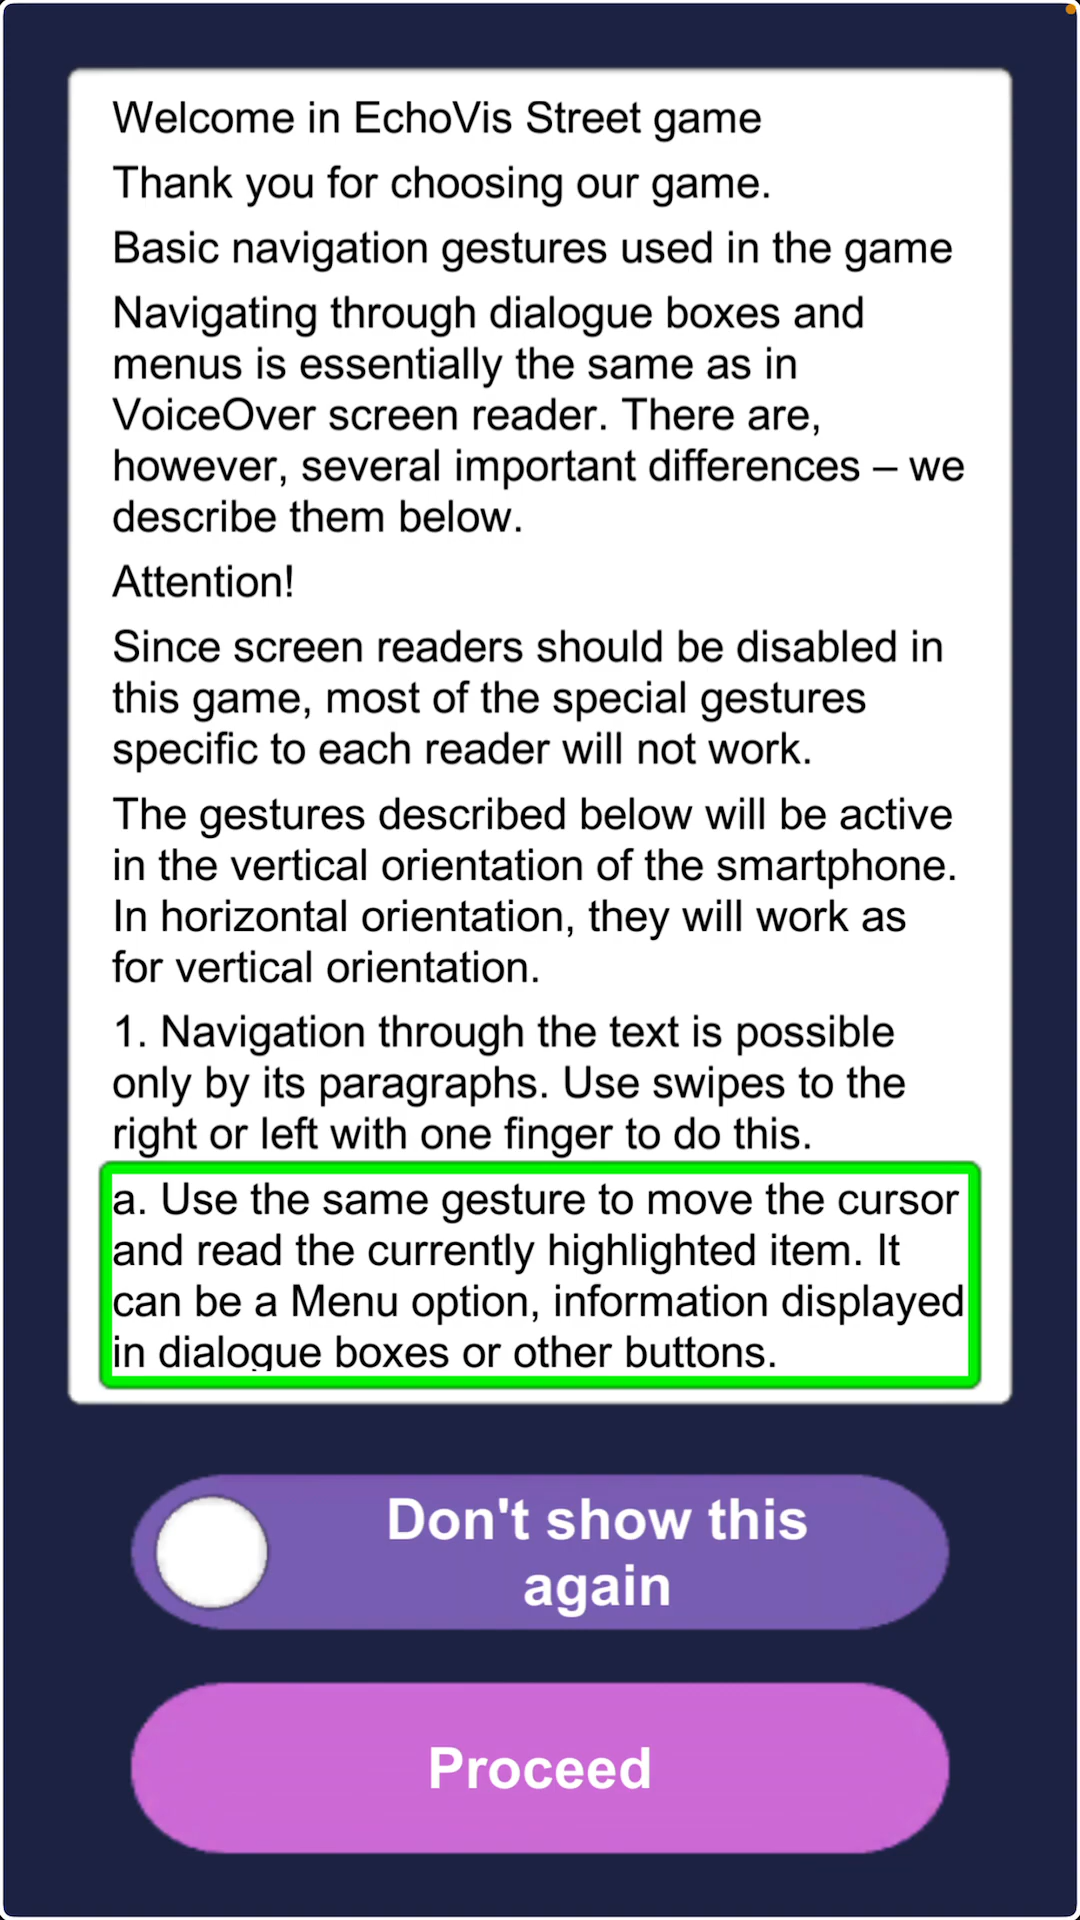 Welcome in EchoVis Street game
Thank you for choosing our game.
Basic navigation gestures used in the game
Navigating through dialogue boxes and
menus is essentially the same as in
VoiceOver screen reader. There are,
however, several important differences – we
describe them below.
Attention!
Since screen readers should be disabled in
this game, most of the special gestures
specific to each reader will not work.
The gestures described below will be active
in the vertical orientation of the smartphone.
In horizontal orientation, they will work as
for vertical orientation.
1. Navigation through the text is possible
only by its paragraphs. Use swipes to the
right or left with one finger to do this.
a. Use the same gesture to move the cursor
and read the currently highlighted item. It
can be a Menu option, information displayed
in dialogue boxes or other buttons.
Don't show this
again
Proceed